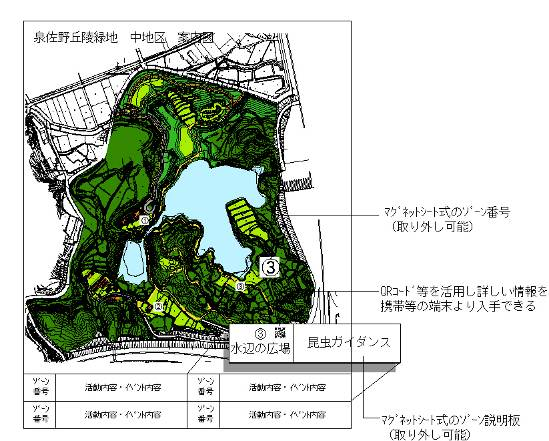 泉佐野丘陵緑地　中地区　案内図
ﾏｸﾞﾈｯﾄｼｰﾄ式のｿﾞｰﾝ番号
（取り外し可能）
①
③
③
QRｺｰﾄﾞ等を活用し詳しい情報を
携帯等の端末より入手できる
②
③
水辺の広場
昆虫ガイダンス
ｿﾞｰﾝ
番号
活動内容・ｲﾍﾞﾝﾄ内容
ｿﾞｰﾝ
番号
活動内容・ｲﾍﾞﾝﾄ内容
ｿﾞｰﾝ
番号
活動内容・ｲﾍﾞﾝﾄ内容
ｿﾞｰﾝ
番号
活動内容・ｲﾍﾞﾝﾄ内容
ﾏｸﾞﾈｯﾄｼｰﾄ式のｿﾞｰﾝ説明板
（取り外し可能）